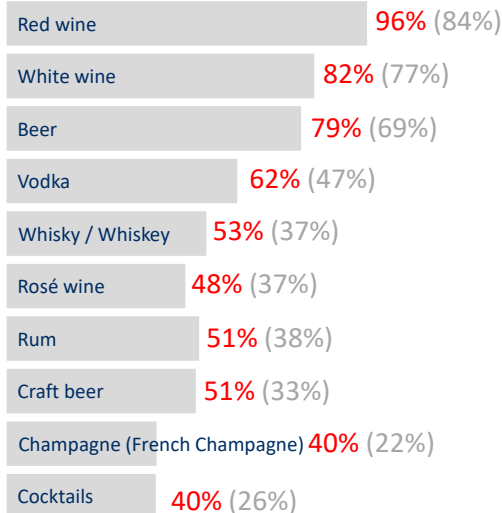 Red wine 96% (84%)
White wine 82% (77%)
Beer 79% (69%)
Vodka 62% (47%)
Whisky / Whiskey 53% (37%)
Rosé wine 48% (37%)
Rum 51% (38%)
Craft beer 51% (33%)
Champagne (French Champagne) 40% (22%)
Cocktails 40% (26%)